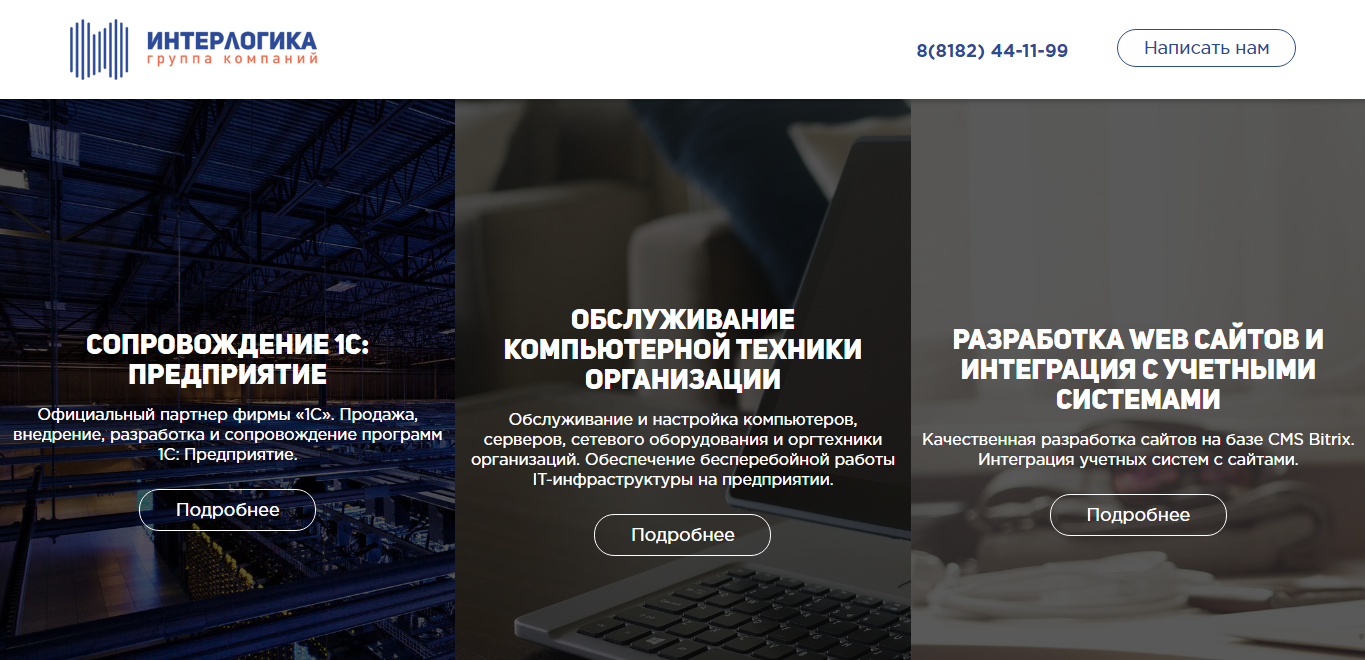 ИНТЕРЛОГИКА
группа компаний
8(8182) 44-11-99
Написать нам
СОПРОВОЖДЕНИЕ 1С:
ПРЕДПРИЯТИЕ
Официальный партнер фирмы «1С». Продажа,
внедрение, разработка и сопровождение программ
1С: Предприятие.
Подробнее
ОБСЛУЖИВАНИЕ
КОМПЬЮТЕРНОЙ ТЕХНИКИ
ОРГАНИЗАЦИИ
Обслуживание и настройка компьютеров,
серверов, сетевого оборудования и оргтехники
организаций. Обеспечение бесперебойной работы
IT-инфраструктуры на предприятии.
Подробнее
РАЗРАБОТКА WEB САЙТОВ И
ИНТЕГРАЦИЯ С УЧЕТНЫМИ
СИСТЕМАМИ
Качественная разработка сайтов на базе CMS Bitrix.
Интеграция учетных систем с сайтами.
Подробнее